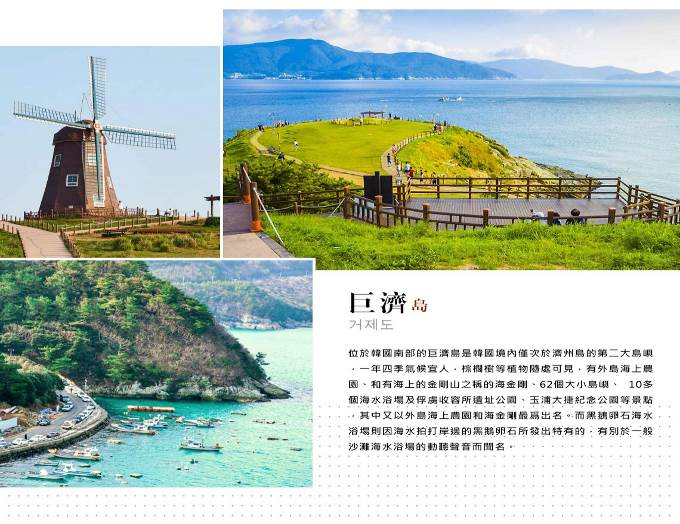 巨濟島
거제도
位於韓國南部的巨濟島是韓國境內僅次於濟州島的第二大島嶼
，一年四季氣候宜人，棕櫚樹等植物隨處可見，有外島海上農
園、和有海上的金剛山之稱的海金剛、62個大小島嶼、 10多
個海水浴場及俘虜收容所遺址公園、玉浦大捷紀念公園等景點
，其中又以外島海上農園和海金剛最爲出名。而黑鵝卵石海水
浴場則因海水拍打岸邊的黑鵝卵石所發出特有的，有別於一般
沙灘海水浴場的動聽聲音而聞名。